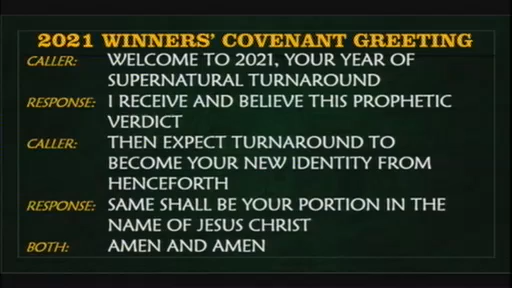 2021 WINNERS' COVENANT GREETING
CALLER: WELCOME TO 2021, YOUR YEAR OF
SUPERNATURAL TURNAROUND
RESPONSE: I RECEIVE AND BELIEVE THIS PROPHETIC
VERDICT
CALLER: THEN EXPECT TURNAROUND TO
BECOME YOUR NEW IDENTITY FROM
HENCEFORTH
RESPONSE: SAME SHALL BE YOUR PORTION IN THE
NAME OF JESUS CHRIST
BOTH: AMEN AND AMEN